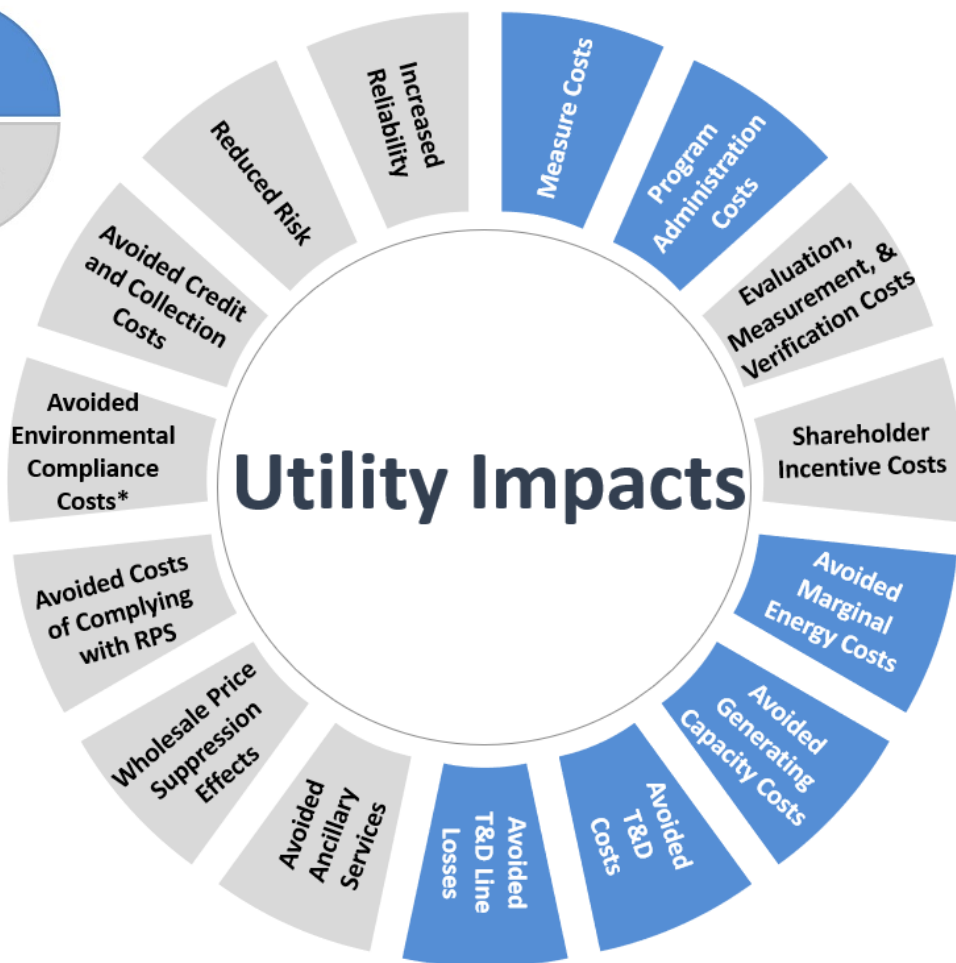 Measure Costs
Program
Administration
Costs
Evaluation,
Measurement, &
Verification Costs
Shareholder
Incentive Costs
Avoided
Marginal
Energy Costs
Avoided
Generating
Capacity Costs
Avoided
T&D
Costs
Avoided
T&D Line
Losses
Avoided
Ancillary
Services
Wholesale Price
Suppression
Effects
Avoided Costs
of Complying
with RPS
Avoided
Environmental
Compliance
Costs*
Avoided Credit
and Collection
Costs
Reduced Risk
Increased
Reliability
Utility Impacts